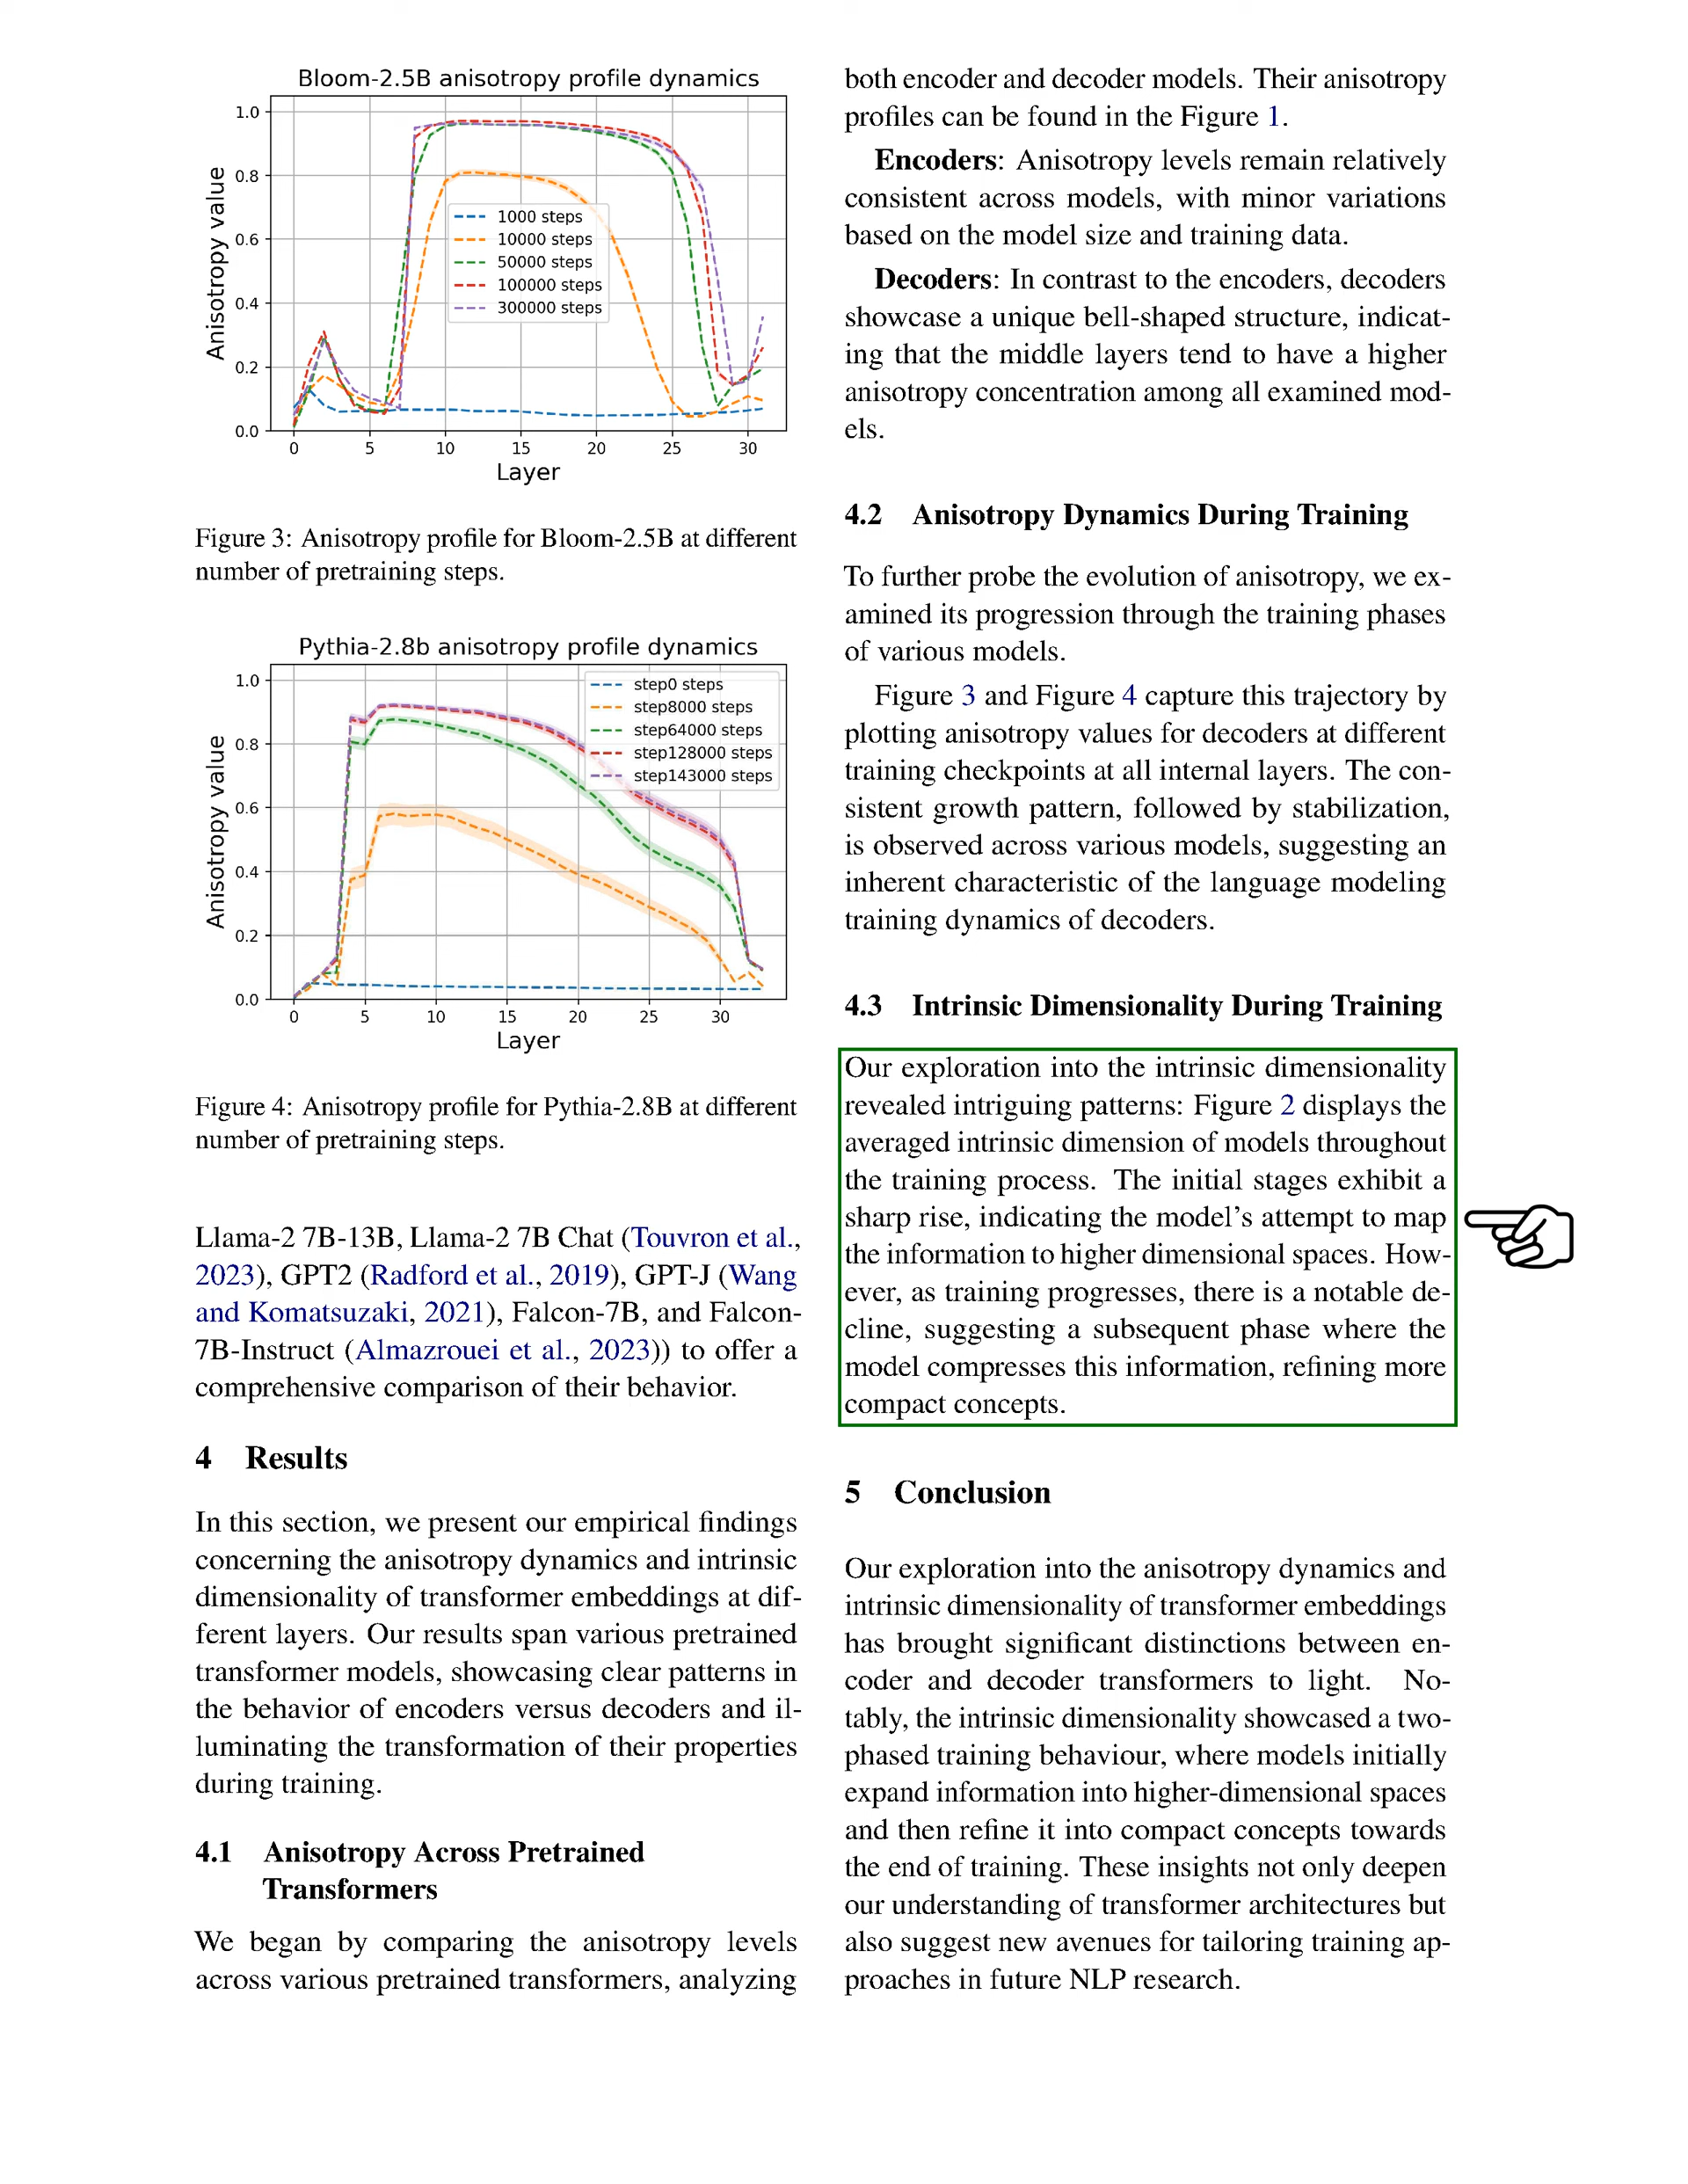 Bloom-2.5B anisotropy profile dynamics
Anisotropy value
1.0
0.8
0.6
0.4
0.2
0.0
1000 steps
10000 steps
50000 steps
100000 steps
300000 steps
0 5 10 15 20 25 30
Layer
Figure 3: Anisotropy profile for Bloom-2.5B at different
number of pretraining steps.
Pythia-2.8b anisotropy profile dynamics
Anisotropy value
1.0
0.8
0.6
0.4
0.2
0.0
step0 steps
step8000 steps
step64000 steps
step128000 steps
step143000 steps
0 5 10 15 20 25 30
Layer
Figure 4: Anisotropy profile for Pythia-2.8B at different
number of pretraining steps.
Llama-2 7B-13B, Llama-2 7B Chat (Touvron et al.,
2023), GPT2 (Radford et al., 2019), GPT-J (Wang
and Komatsuzaki, 2021), Falcon-7B, and Falcon-
7B-Instruct (Almazrouei et al., 2023)) to offer a
comprehensive comparison of their behavior.
4 Results
In this section, we present our empirical findings
concerning the anisotropy dynamics and intrinsic
dimensionality of transformer embeddings at dif-
ferent layers. Our results span various pretrained
transformer models, showcasing clear patterns in
the behavior of encoders versus decoders and il-
luminating the transformation of their properties
during training.
4.1 Anisotropy Across Pretrained
Transformers
We began by comparing the anisotropy levels
across various pretrained transformers, analyzing
both encoder and decoder models. Their anisotropy
profiles can be found in the Figure 1.
Encoders: Anisotropy levels remain relatively
consistent across models, with minor variations
based on the model size and training data.
Decoders: In contrast to the encoders, decoders
showcase a unique bell-shaped structure, indicat-
ing that the middle layers tend to have a higher
anisotropy concentration among all examined mod-
els.
4.2 Anisotropy Dynamics During Training
To further probe the evolution of anisotropy, we ex-
amined its progression through the training phases
of various models.
Figure 3 and Figure 4 capture this trajectory by
plotting anisotropy values for decoders at different
training checkpoints at all internal layers. The con-
sistent growth pattern, followed by stabilization,
is observed across various models, suggesting an
inherent characteristic of the language modeling
training dynamics of decoders.
4.3 Intrinsic Dimensionality During Training
Our exploration into the intrinsic dimensionality
revealed intriguing patterns: Figure 2 displays the
averaged intrinsic dimension of models throughout
the training process. The initial stages exhibit a
sharp rise, indicating the model's attempt to map
the information to higher dimensional spaces. How-
ever, as training progresses, there is a notable de-
cline, suggesting a subsequent phase where the
model compresses this information, refining more
compact concepts.
5 Conclusion
Our exploration into the anisotropy dynamics and
intrinsic dimensionality of transformer embeddings
has brought significant distinctions between en-
coder and decoder transformers to light. No-
tably, the intrinsic dimensionality showcased a two-
phased training behaviour, where models initially
expand information into higher-dimensional spaces
and then refine it into compact concepts towards
the end of training. These insights not only deepen
our understanding of transformer architectures but
also suggest new avenues for tailoring training ap-
proaches in future NLP research.